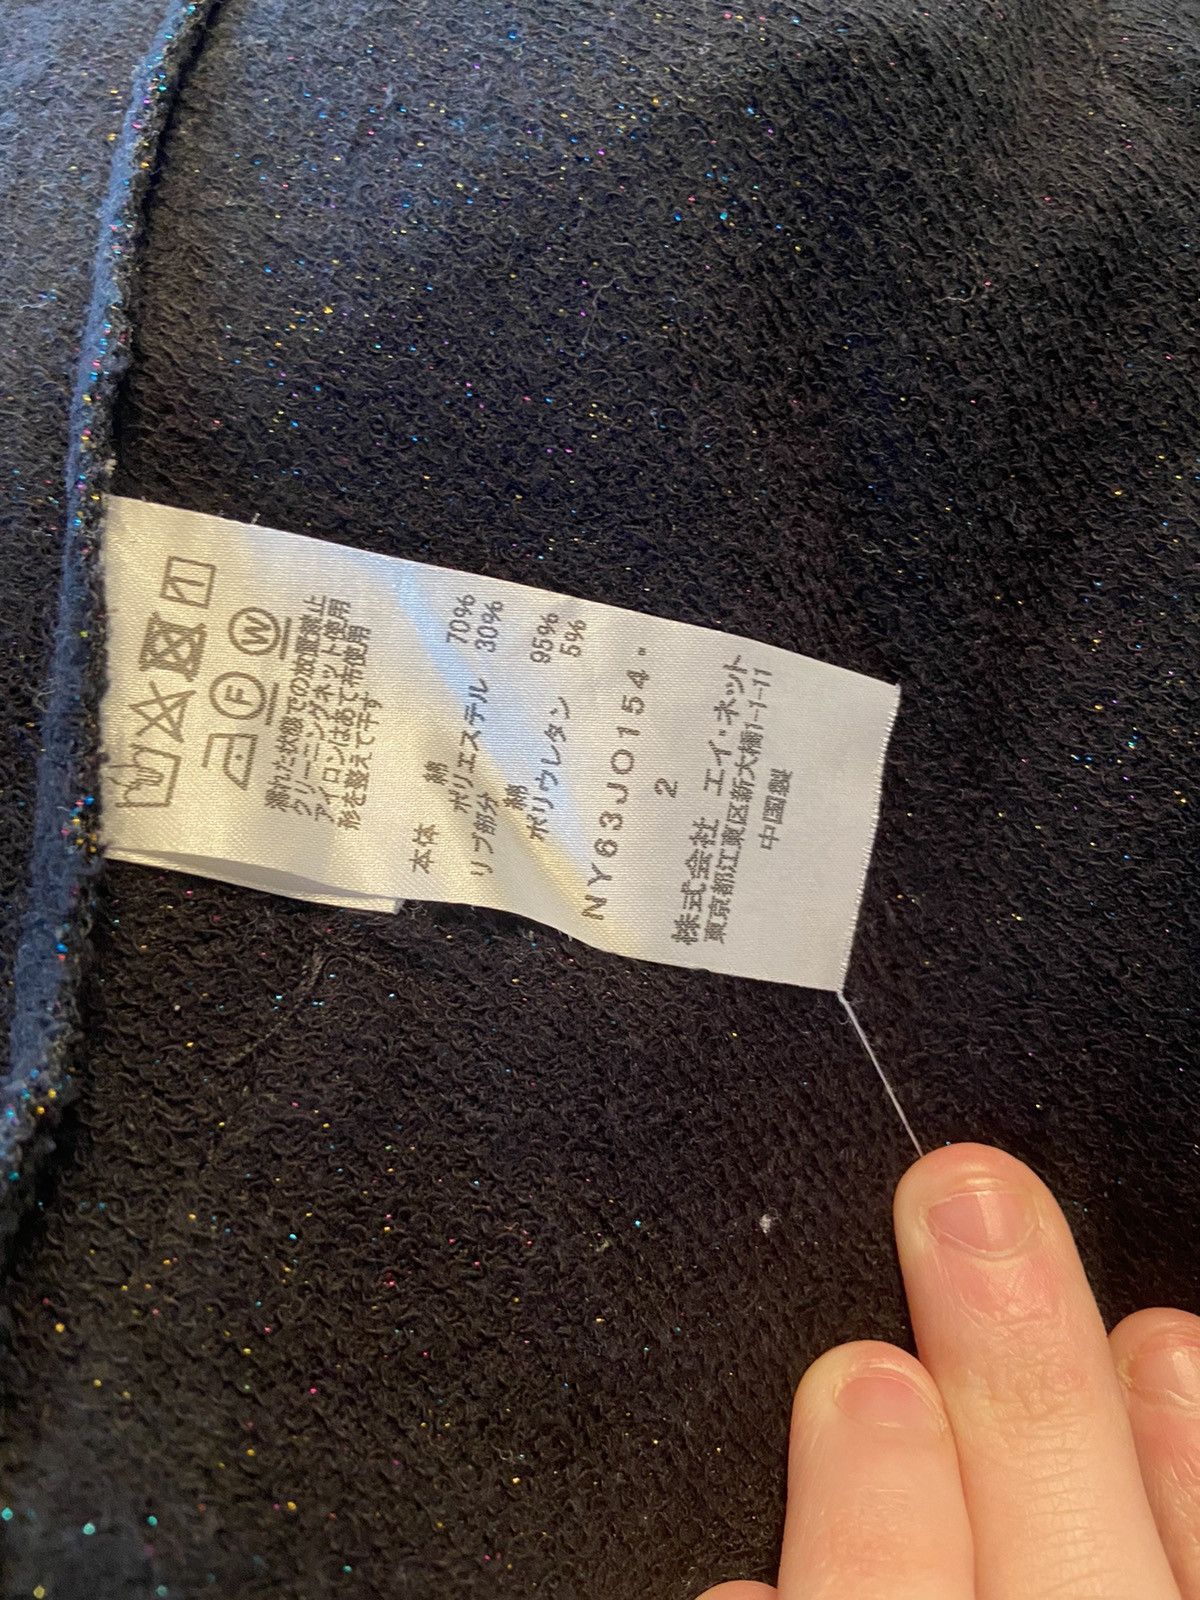 W
F
濡れた状態での放置禁止
クリーニングネット使用
アイロンはあて布使用
形を整えて干す
本体 綿 70%
ポリエステル 30%
リブ部分 綿 95%
ポリウレタン 5%
NY63J0154.
2
株式会社 エイ・ネット
東京都江東区新大橋1-1-11
中国製